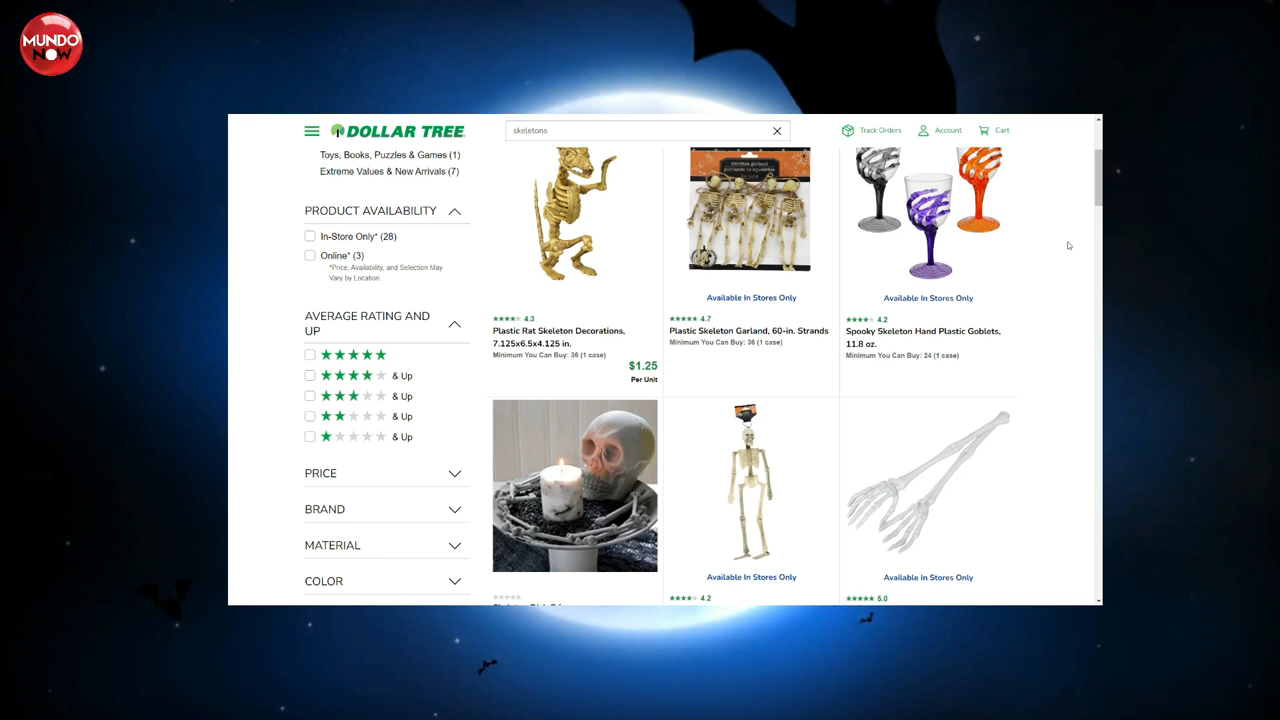 MUNDO
NOW
DOLLAR TREE
skeletons
Track Orders
Account
Cart
Toys, Books, Puzzles & Games (1)
Extreme Values & New Arrivals (7)
PRODUCT AVAILABILITY
In-Store Only* (28)
Online* (3)
*Price, Availability, and Selection May
Vary by Location.
AVERAGE RATING AND
UP
& Up
& Up
& Up
& Up
PRICE
BRAND
MATERIAL
COLOR
4.3
Plastic Rat Skeleton Decorations,
7.125x6.5x4.125 in.
Minimum You Can Buy: 36 (1 case)
$1.25
Per Unit
skeleton garland
Available In Stores Only
4.7
Plastic Skeleton Garland, 60-in. Strands
Minimum You Can Buy: 36 (1 case)
Available In Stores Only
4.2
Spooky Skeleton Hand Plastic Goblets,
11.8 oz.
Minimum You Can Buy: 24 (1 case)
Available In Stores Only
4.2
Available In Stores Only
5.0